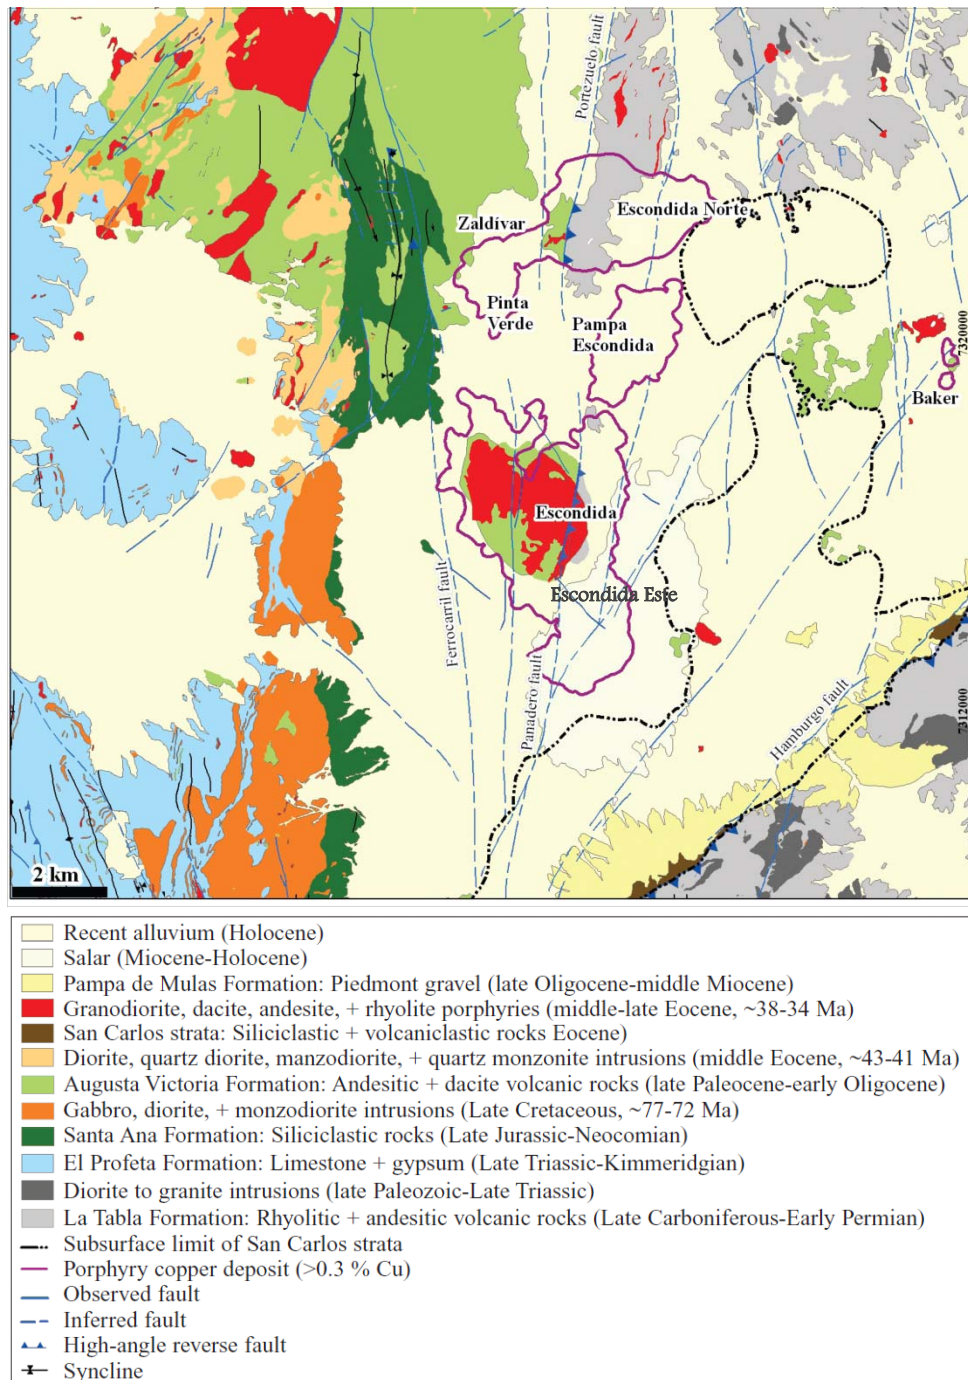 Portezuelo fault
Zaldívar
Escondida Norte
Pinta
Verde
Pampa
Escondida
7320000
Baker
Escondida
Escondida Este
Ferrocarril fault
Panadero fault
Hamburgo fault
7312000
2 km
Recent alluvium (Holocene)
Salar (Miocene-Holocene)
Pampa de Mulas Formation: Piedmont gravel (late Oligocene-middle Miocene)
Granodiorite, dacite, andesite, + rhyolite porphyries (middle-late Eocene, ~38-34 Ma)
San Carlos strata: Siliciclastic + volcaniclastic rocks Eocene)
Diorite, quartz diorite, manzodiorite, + quartz monzonite intrusions (middle Eocene, ~43-41 Ma)
Augusta Victoria Formation: Andesitic + dacite volcanic rocks (late Paleocene-early Oligocene)
Gabbro, diorite, + monzodiorite intrusions (Late Cretaceous, ~77-72 Ma)
Santa Ana Formation: Siliciclastic rocks (Late Jurassic-Neocomian)
El Profeta Formation: Limestone + gypsum (Late Triassic-Kimmeridgian)
Diorite to granite intrusions (late Paleozoic-Late Triassic)
La Tabla Formation: Rhyolitic + andesitic volcanic rocks (Late Carboniferous-Early Permian)
Subsurface limit of San Carlos strata
Porphyry copper deposit (>0.3 % Cu)
Observed fault
Inferred fault
High-angle reverse fault
Syncline